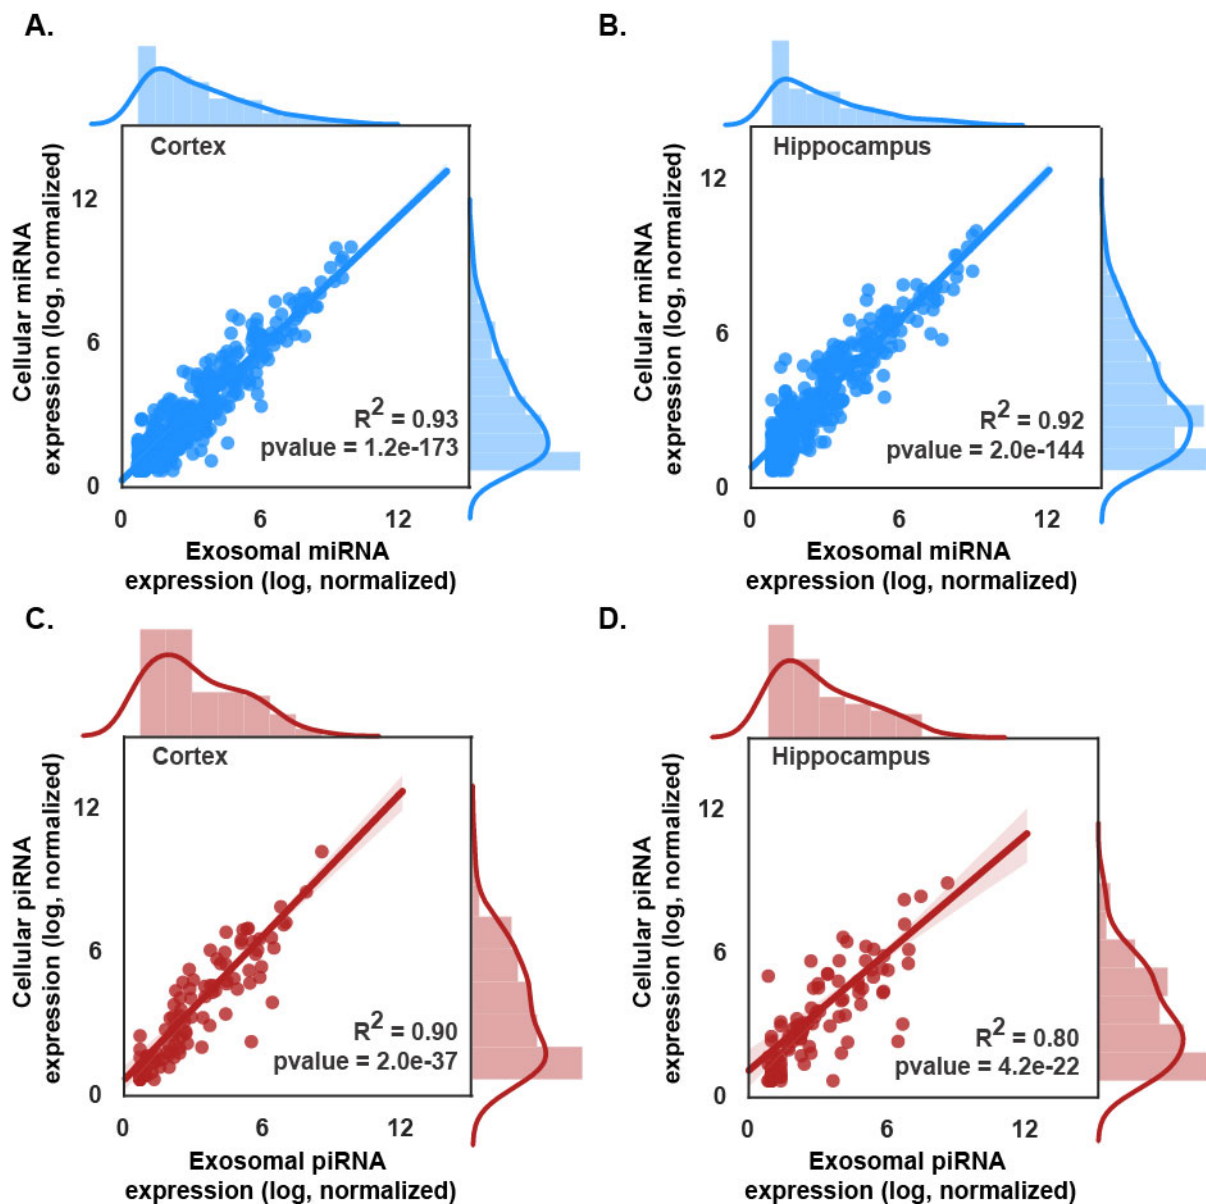 A.
Cortex
12
6
0
0 6 12
Cellular miRNA
expression (log, normalized)
R2 = 0.93
pvalue = 1.2e-173
Exosomal miRNA
expression (log, normalized)
B.
Hippocampus
12
6
0
0 6 12
Cellular miRNA
expression (log, normalized)
R2 = 0.92
pvalue = 2.0e-144
Exosomal miRNA
expression (log, normalized)
C.
Cortex
12
6
0
0 6 12
Cellular piRNA
expression (log, normalized)
R2 = 0.90
pvalue = 2.0e-37
Exosomal piRNA
expression (log, normalized)
D.
Hippocampus
12
6
0
0 6 12
Cellular piRNA
expression (log, normalized)
R2 = 0.80
pvalue = 4.2e-22
Exosomal piRNA
expression (log, normalized)